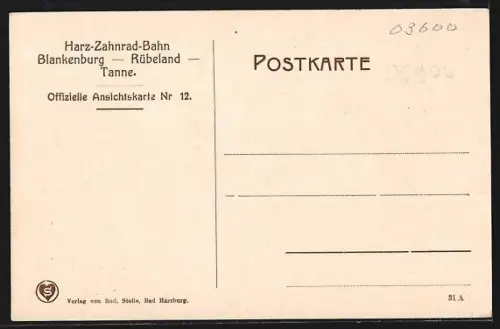 Harz-Zahnrad-Bahn
Blankenburg — Rübeland —
Tanne.
Offizielle Ansichtskarte Nr 12.
03600
POSTKARTE
S
Verlag von Rud. Stolle, Bad Harzburg.
31 A